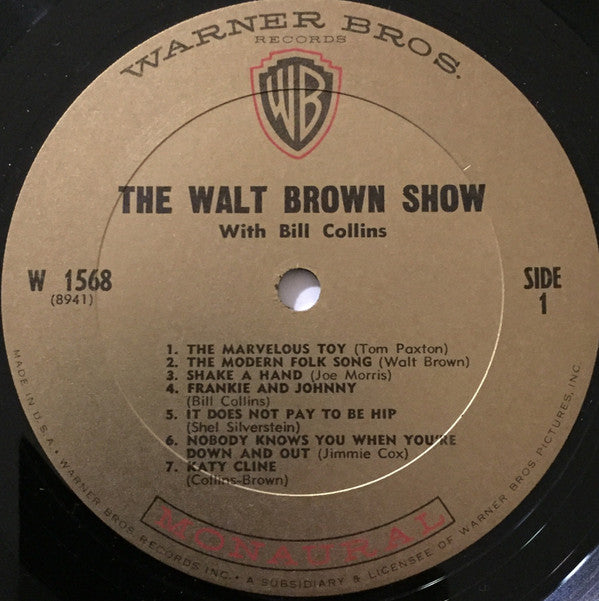 WARNER BROS.
RECORDS
WB
THE WALT BROWN SHOW
With Bill Collins
W 1568
(8941)
SIDE
1
1. THE MARVELOUS TOY (Tom Paxton)
2. THE MODERN FOLK SONG (Walt Brown)
3. SHAKE A HAND (Joe Morris)
4. FRANKIE AND JOHNNY
(Bill Collins)
5. IT DOES NOT PAY TO BE HIP
(Shel Silverstein)
6. NOBODY KNOWS YOU WHEN YOU'RE
DOWN AND OUT (Jimmie Cox)
7. KATY CLINE
(Collins-Brown)
MONAURAL
MADE IN U.S.A. • WARNER BROS. RECORDS INC. • A SUBSIDIARY & LICENSEE OF WARNER BROS. PICTURES, INC.